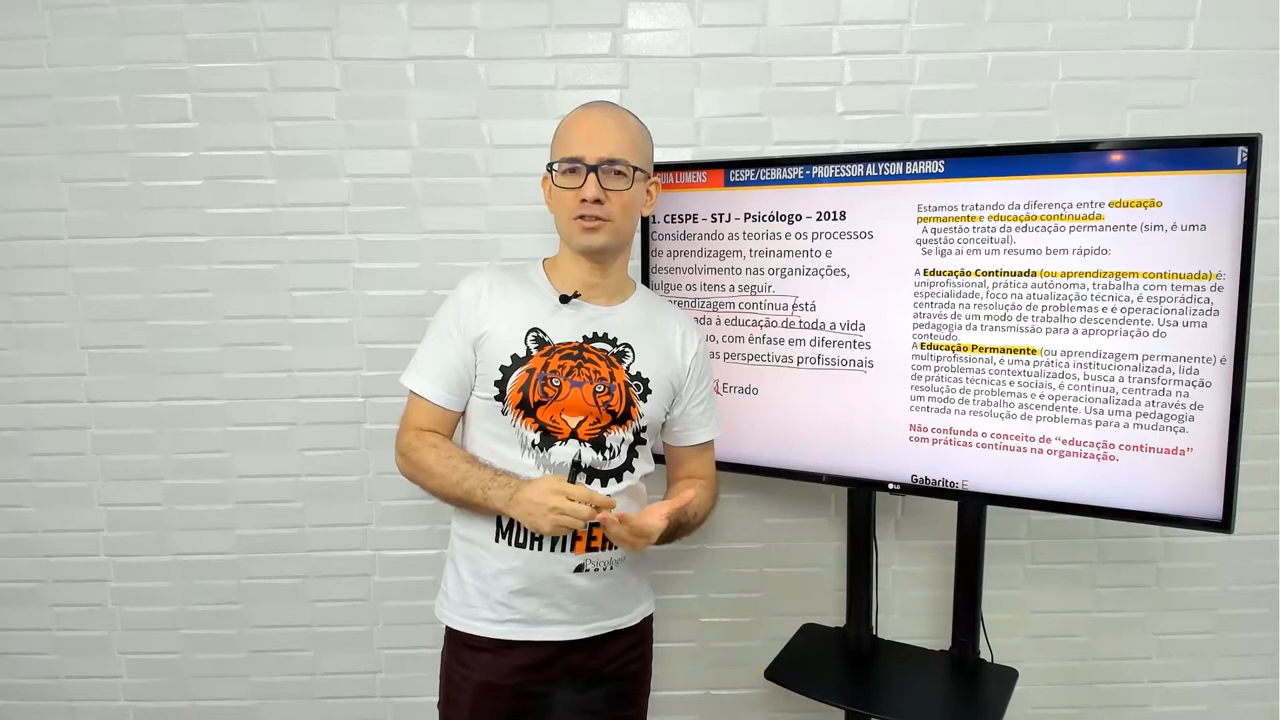 GUIA LUMENS
CESPE/CEBRASPE - PROFESSOR ALYSON BARROS
1. CESPE – STJ – Psicólogo – 2018
Considerando as teorias e os processos
de aprendizagem, treinamento e
desenvolvimento nas organizações,
julgue os itens a seguir.
contínua está
à educação de toda a vida
com ênfase em diferentes
as perspectivas profissionais
Errado
Estamos tratando da diferença entre educação
permanente e educação continuada.
A questão trata da educação permanente (sim, é uma
questão conceitual).
Se liga aí em um resumo bem rápido:
A Educação Continuada (ou aprendizagem continuada) é:
uniprofissional, prática autônoma, trabalha com temas de
especialidade, foco na atualização técnica, é esporádica,
centrada na resolução de problemas e é operacionalizada
através de um modo de trabalho descendente. Usa uma
pedagogia da transmissão para a apropriação do
conteúdo.
A Educação Permanente (ou aprendizagem permanente) é
multiprofissional, é uma prática institucionalizada, lida
com problemas contextualizados, busca a transformação
de práticas técnicas e sociais, é contínua, centrada na
resolução de problemas e é operacionalizada através de
um modo de trabalho ascendente. Usa uma pedagogia
centrada na resolução de problemas para a mudança.
Não confunda o conceito de “educação continuada”
com práticas contínuas na organização.
Gabarito: E
LG
Psicologia
NOVA